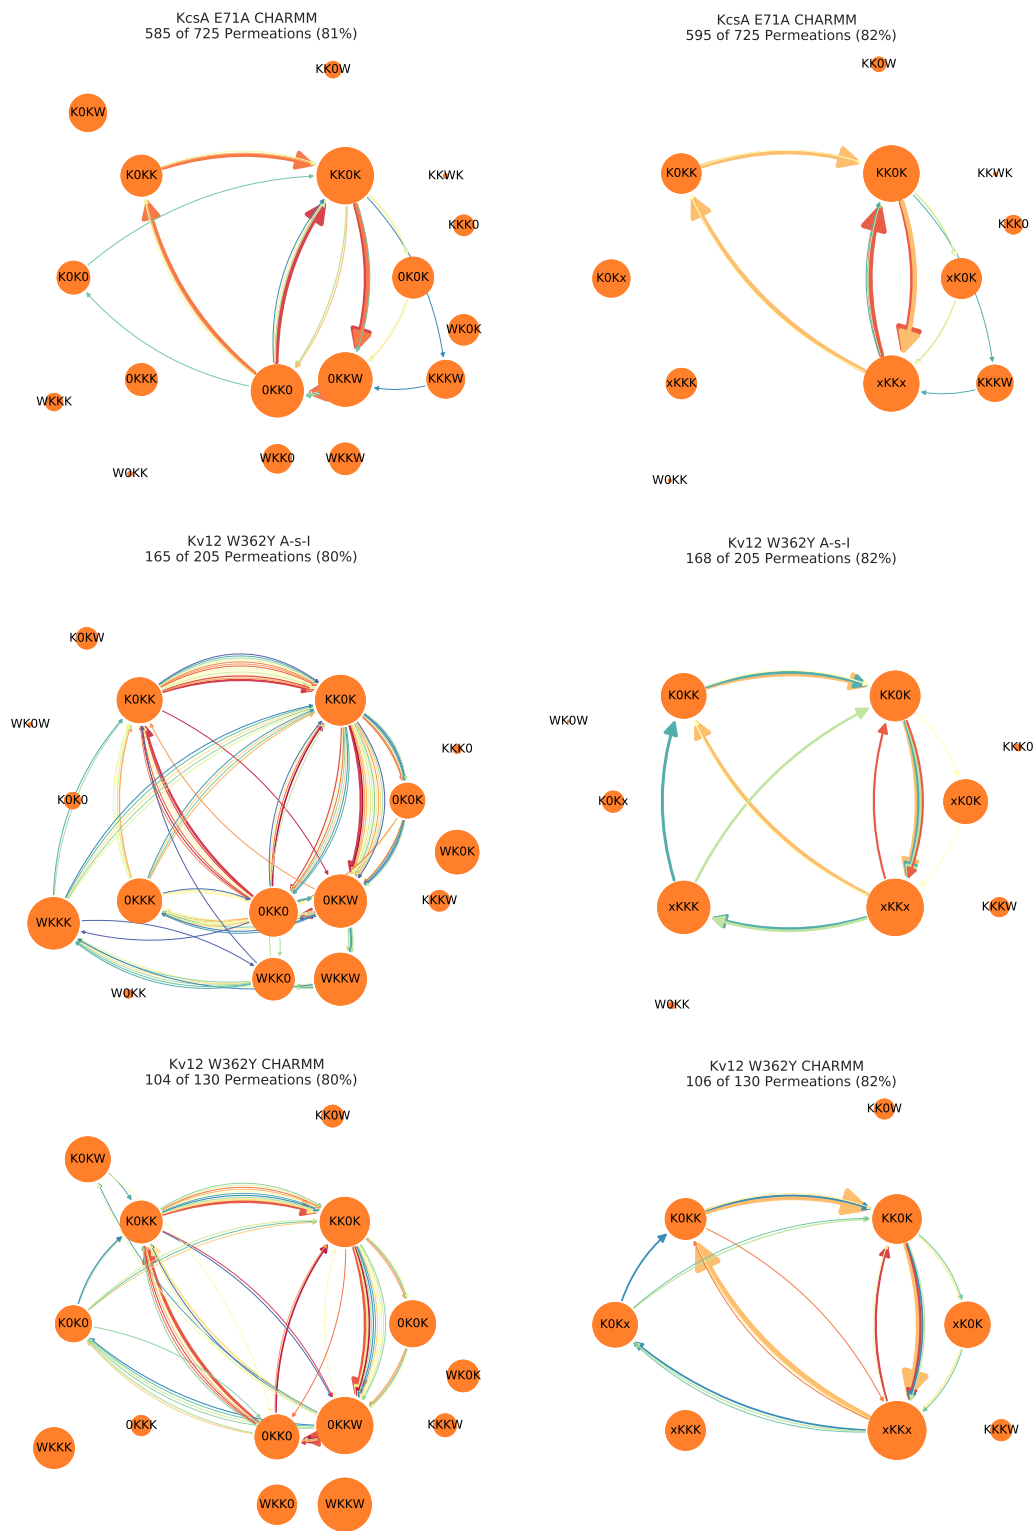 KcsA E71A CHARMM
585 of 725 Permeations (81%)
KK0W
K0KW
K0KK
KK0K
KKWK
KKK0
K0K0
0K0K
WK0K
0KKK
0KK0
0KKW
KKKW
WKKK
WKK0
WKKW
W0KK
KcsA E71A CHARMM
595 of 725 Permeations (82%)
KK0W
K0KK
KK0K
KKWK
KKK0
K0Kx
xK0K
xKKK
xKKx
KKKW
W0KK
Kv12 W362Y A-s-l
165 of 205 Permeations (80%)
K0KW
K0KK
KK0K
WK0W
KKK0
K0K0
0K0K
WK0K
0KKK
0KK0
0KKW
KKKW
WKKK
WKK0
WKKW
W0KK
Kv12 W362Y A-s-l
168 of 205 Permeations (82%)
K0KK
KK0K
WK0W
KKK0
K0Kx
xK0K
xKKK
xKKx
KKKW
W0KK
Kv12 W362Y CHARMM
104 of 130 Permeations (80%)
KK0W
K0KW
K0KK
KK0K
K0K0
0K0K
WK0K
0KKK
0KK0
0KKW
KKKW
WKKK
WKK0
WKKW
Kv12 W362Y CHARMM
106 of 130 Permeations (82%)
KK0W
K0KK
KK0K
K0Kx
xK0K
xKKK
xKKx
KKKW